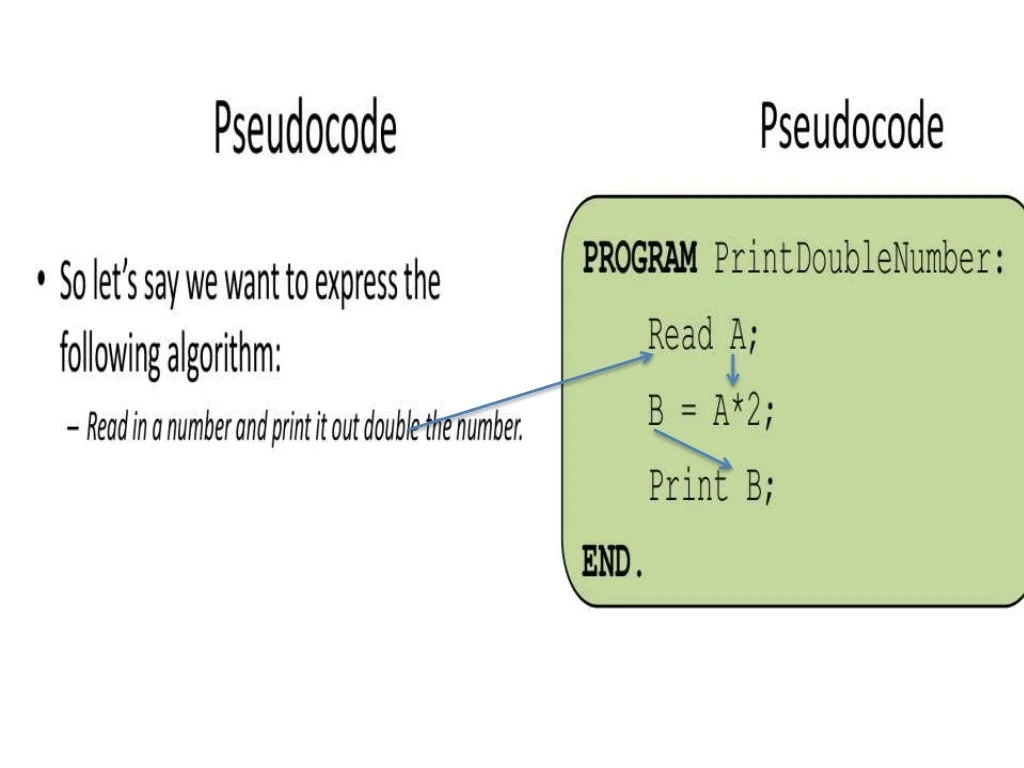 Pseudocode
• So let's say we want to express the
following algorithm:
– Read in a number and print it out double the number.
Pseudocode
PROGRAM PrintDoubleNumber:
Read A;
B = A*2;
Print B;
END.